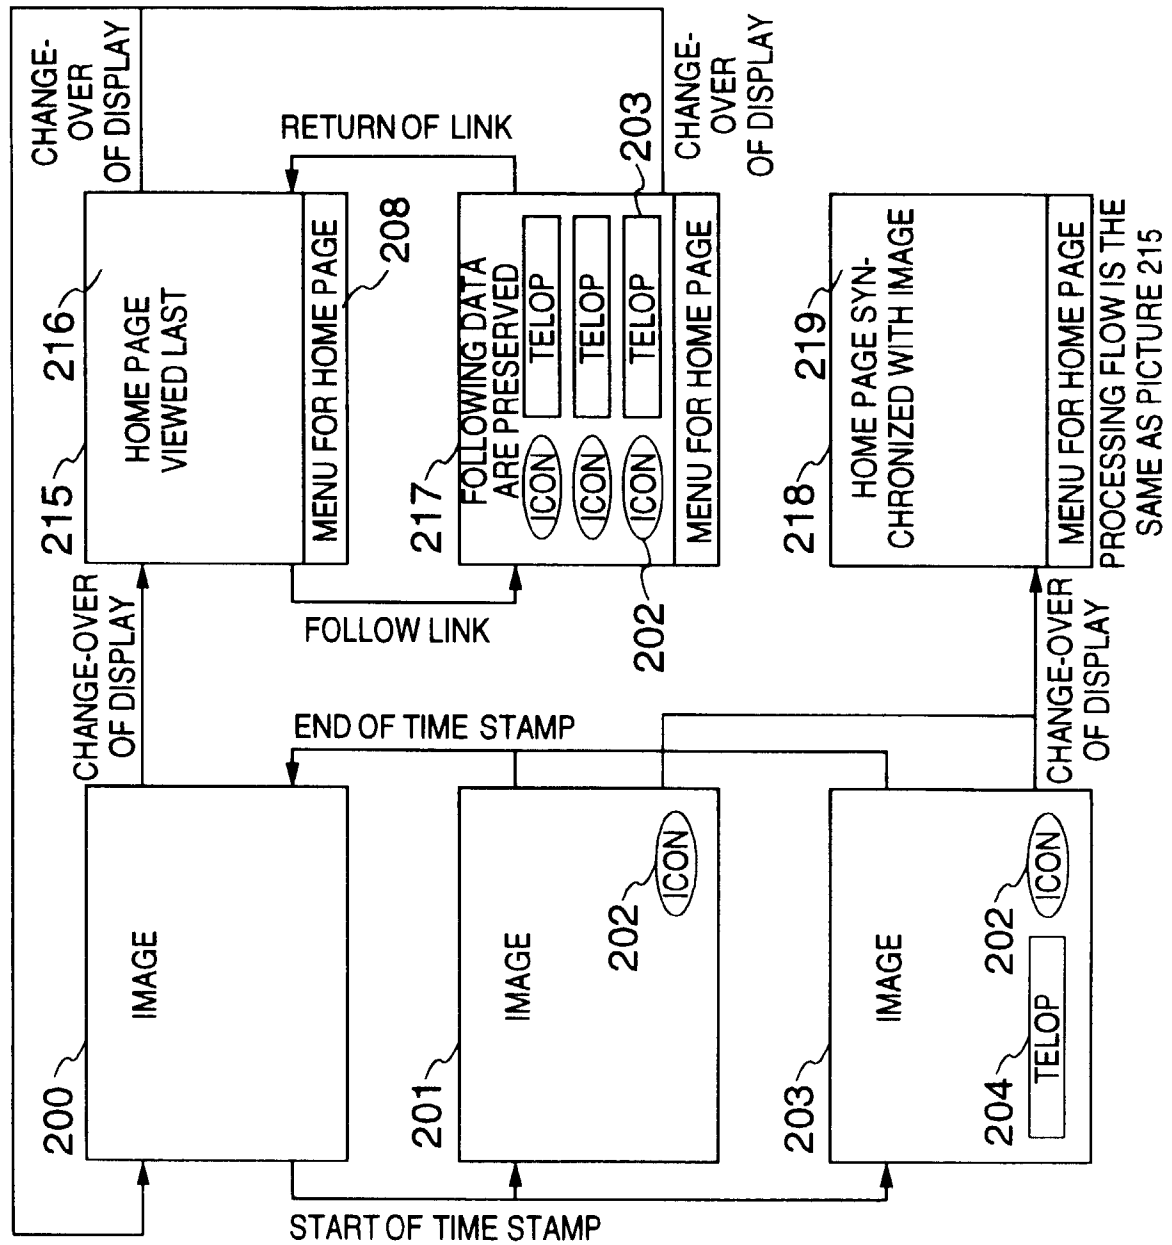 CHANGE-OVER
OF DISPLAY
CHANGE-
OVER
OF DISPLAY
200
IMAGE
215
216
HOME PAGE
VIEWED LAST
MENU FOR HOME PAGE
208
START OF TIME STAMP
END OF TIME STAMP
FOLLOW LINK
RETURN OF LINK
201
IMAGE
202
ICON
217
FOLLOWING DATA
ARE PRESERVED
ICON
TELOP
ICON
TELOP
ICON
TELOP
202
203
MENU FOR HOME PAGE
CHANGE-
OVER
OF DISPLAY
203
IMAGE
204
TELOP
202
ICON
CHANGE-OVER
OF DISPLAY
218
219
HOME PAGE SYN-
CHRONIZED WITH IMAGE
MENU FOR HOME PAGE
PROCESSING FLOW IS THE
SAME AS PICTURE 215